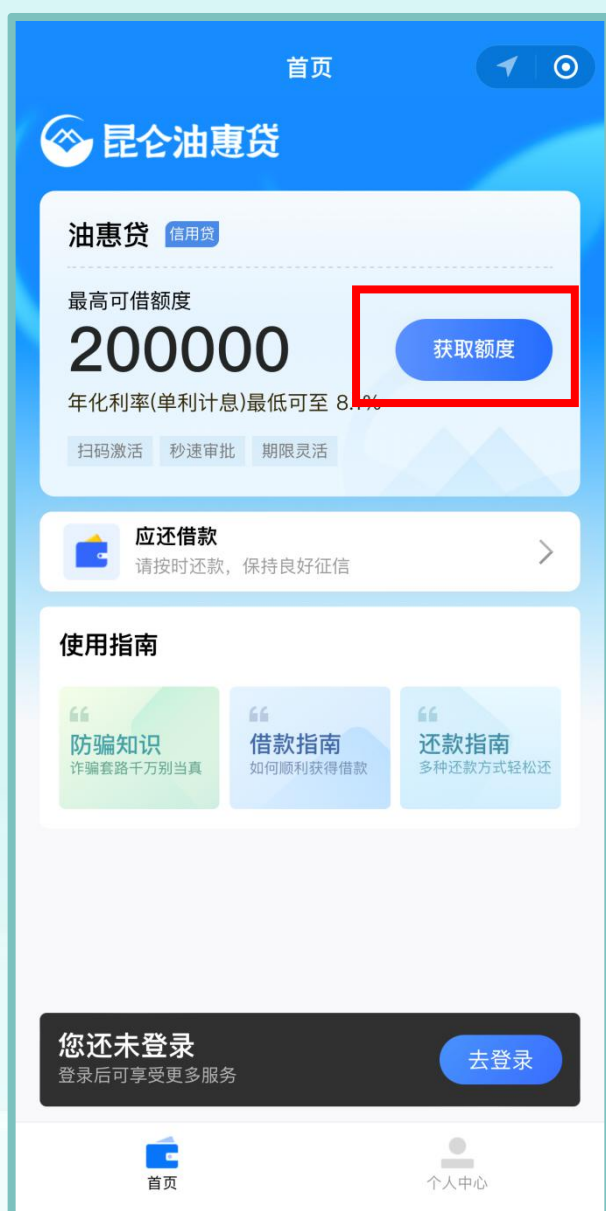 首页
昆仑油惠贷
油惠贷 信用贷
最高可借额度
200000
获取额度
年化利率(单利计息)最低可至
扫码激活 秒速审批 期限灵活
应还借款
请按时还款，保持良好征信
使用指南
防骗知识
诈骗套路千万别当真
借款指南
如何顺利获得借款
还款指南
多种还款方式轻松还
您还未登录
登录后可享受更多服务
去登录
首页
个人中心